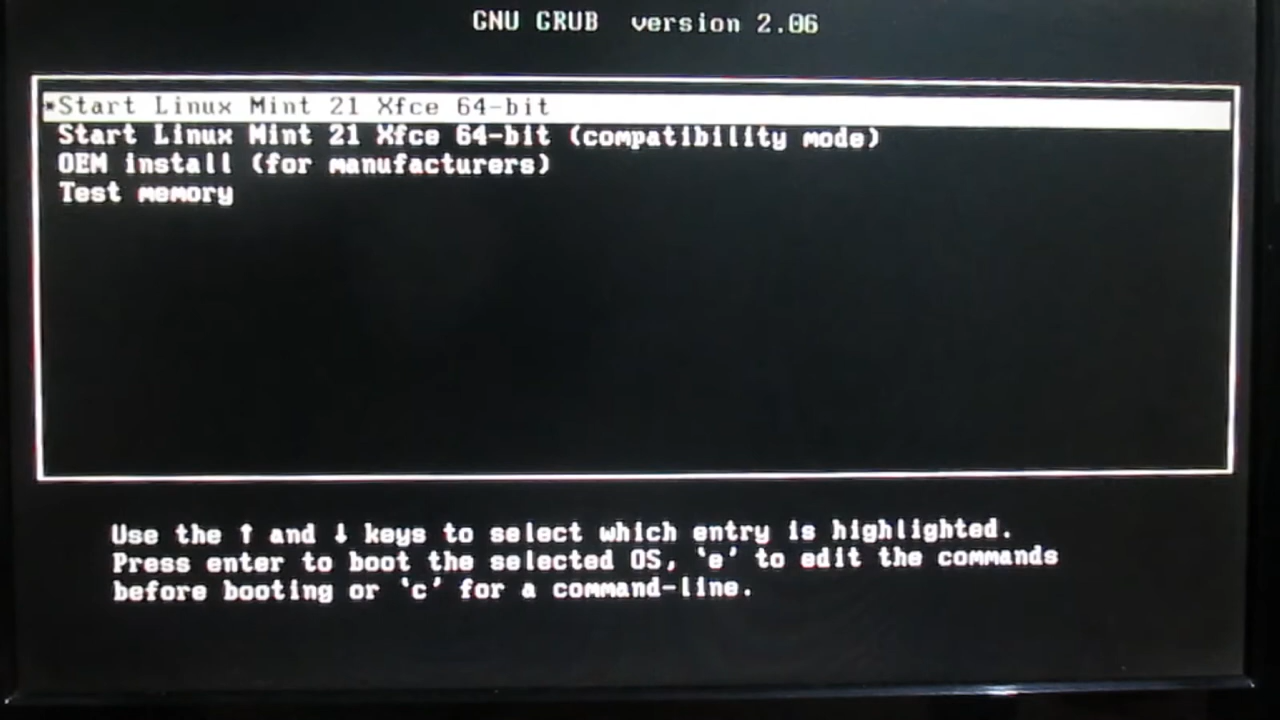 GNU GRUB  version 2.06
*Start Linux Mint 21 Xfce 64-bit
Start Linux Mint 21 Xfce 64-bit (compatibility mode)
OEM install (for manufacturers)
Test memory
Use the ↑ and ↓ keys to select which entry is highlighted.
Press enter to boot the selected OS, `e' to edit the commands
before booting or `c' for a command-line.